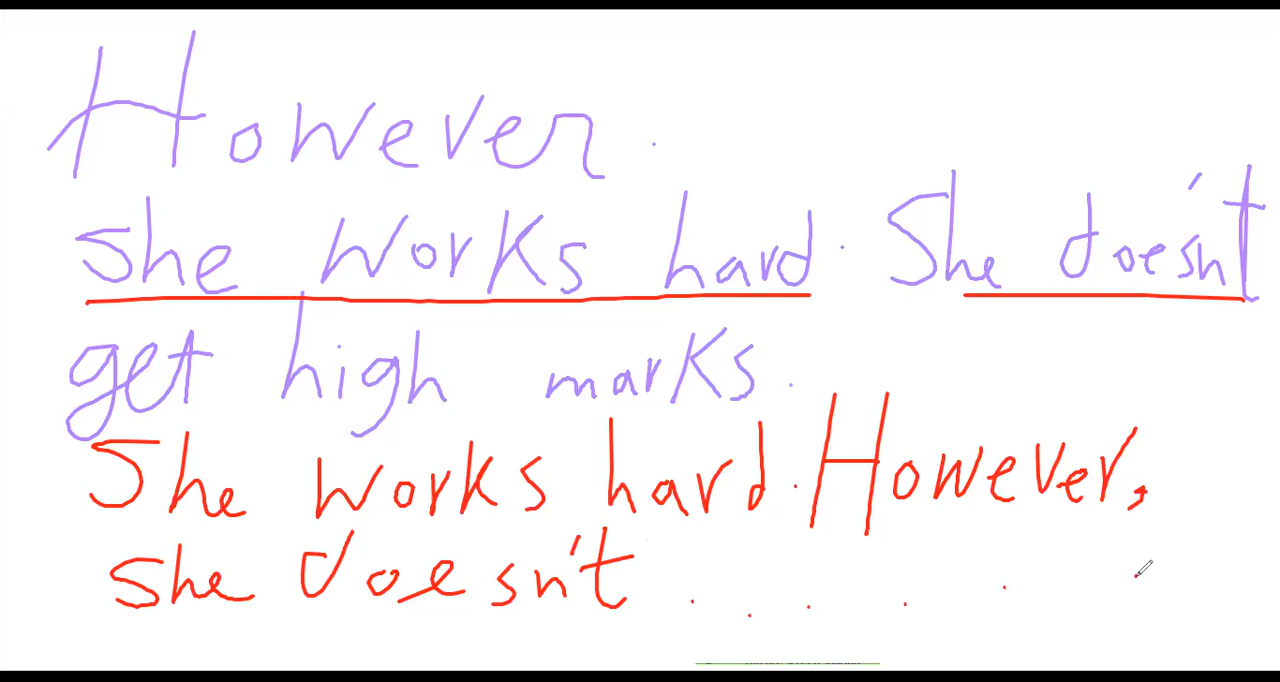 However.
She works hard. She doesn't
get high marks.
She works hard. However,
she doesn't . . . . .